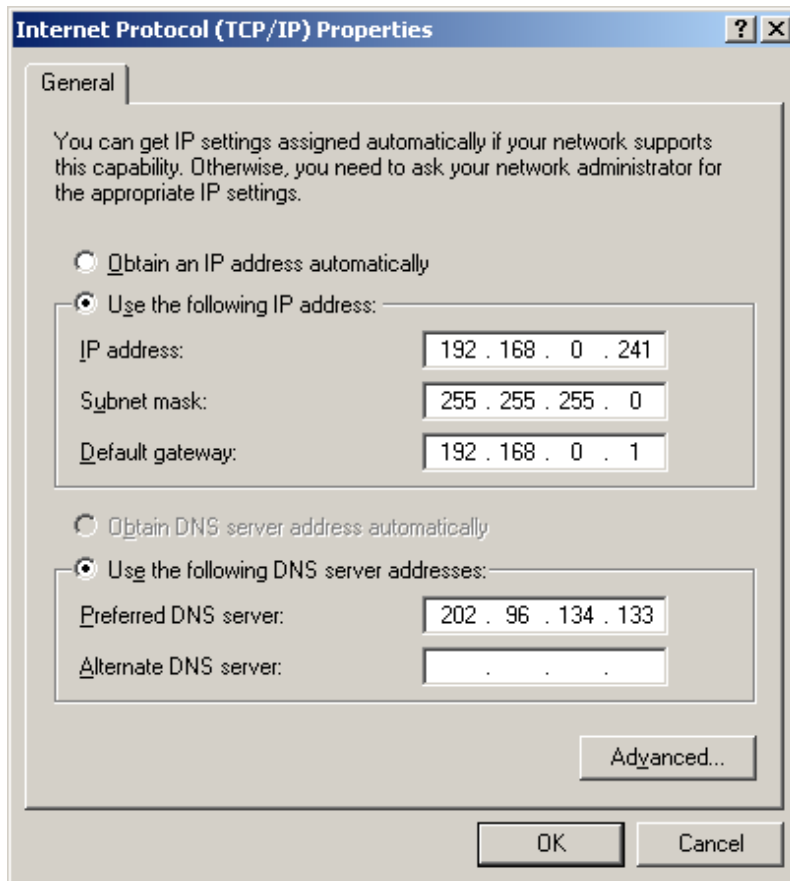 Internet Protocol (TCP/IP) Properties
General
You can get IP settings assigned automatically if your network supports
this capability. Otherwise, you need to ask your network administrator for
the appropriate IP settings.
Obtain an IP address automatically
Use the following IP address:
IP address: 192 . 168 . 0 . 241
Subnet mask: 255 . 255 . 255 . 0
Default gateway: 192 . 168 . 0 . 1
Obtain DNS server address automatically
Use the following DNS server addresses:
Preferred DNS server: 202 . 96 . 134 . 133
Alternate DNS server: . . .
Advanced...
OK Cancel